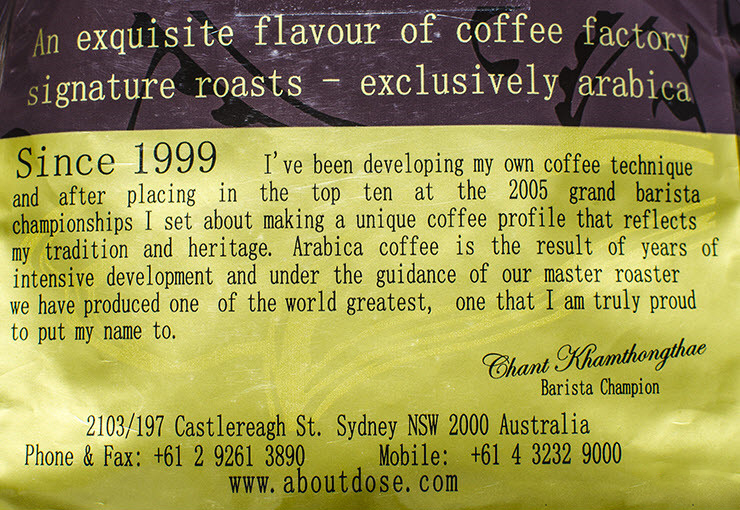 An exquisite flavour of coffee factory
signature roasts - exclusively arabica
Since 1999 I've been developing my own coffee technique
and after placing in the top ten at the 2005 grand barista
championships I set about making a unique coffee profile that reflects
my tradition and heritage. Arabica coffee is the result of years of
intensive development and under the guidance of our master roaster
we have produced one of the world greatest, one that I am truly proud
to put my name to.
Chant Khamthongthae
Barista Champion
2103/197 Castlereagh St. Sydney NSW 2000 Australia
Phone & Fax: +61 2 9261 3890 Mobile: +61 4 3232 9000
www.aboutdose.com